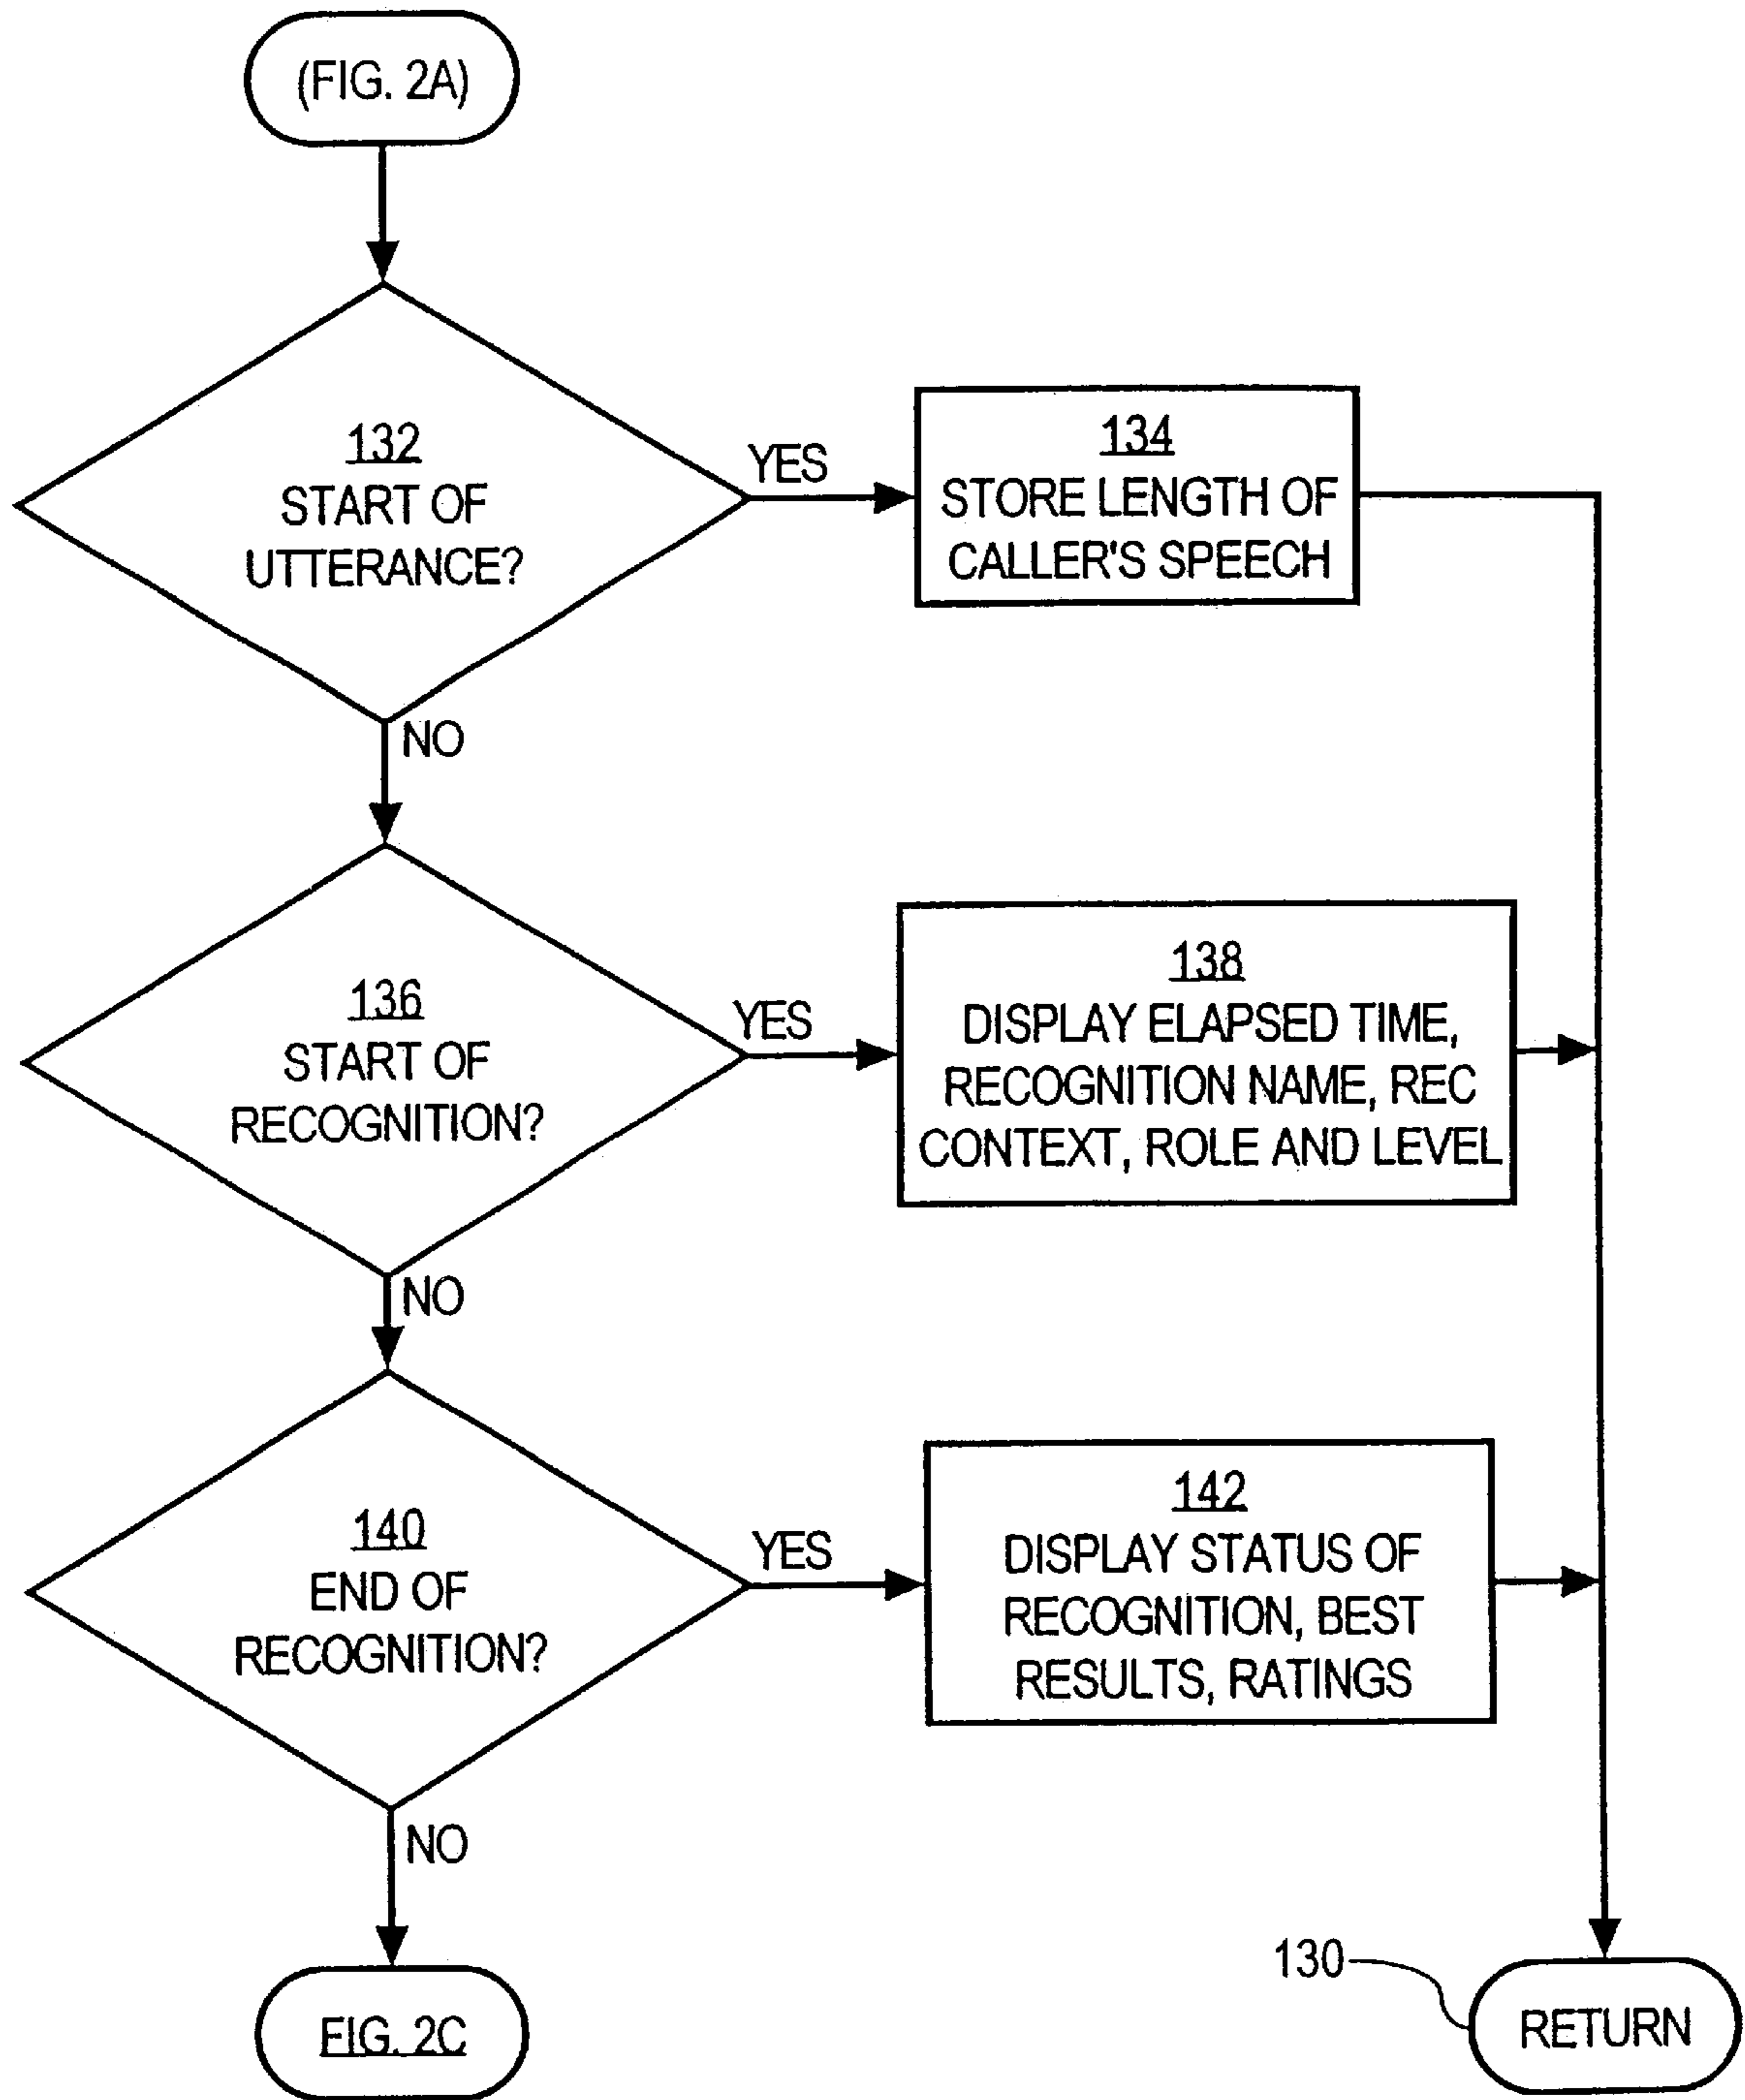 (FIG. 2A)
132
START OF
UTTERANCE?
YES
134
STORE LENGTH OF
CALLER'S SPEECH
NO
136
START OF
RECOGNITION?
YES
138
DISPLAY ELAPSED TIME,
RECOGNITION NAME, REC
CONTEXT, ROLE AND LEVEL
NO
140
END OF
RECOGNITION?
YES
142
DISPLAY STATUS OF
RECOGNITION, BEST
RESULTS, RATINGS
NO
FIG. 2C
130
RETURN